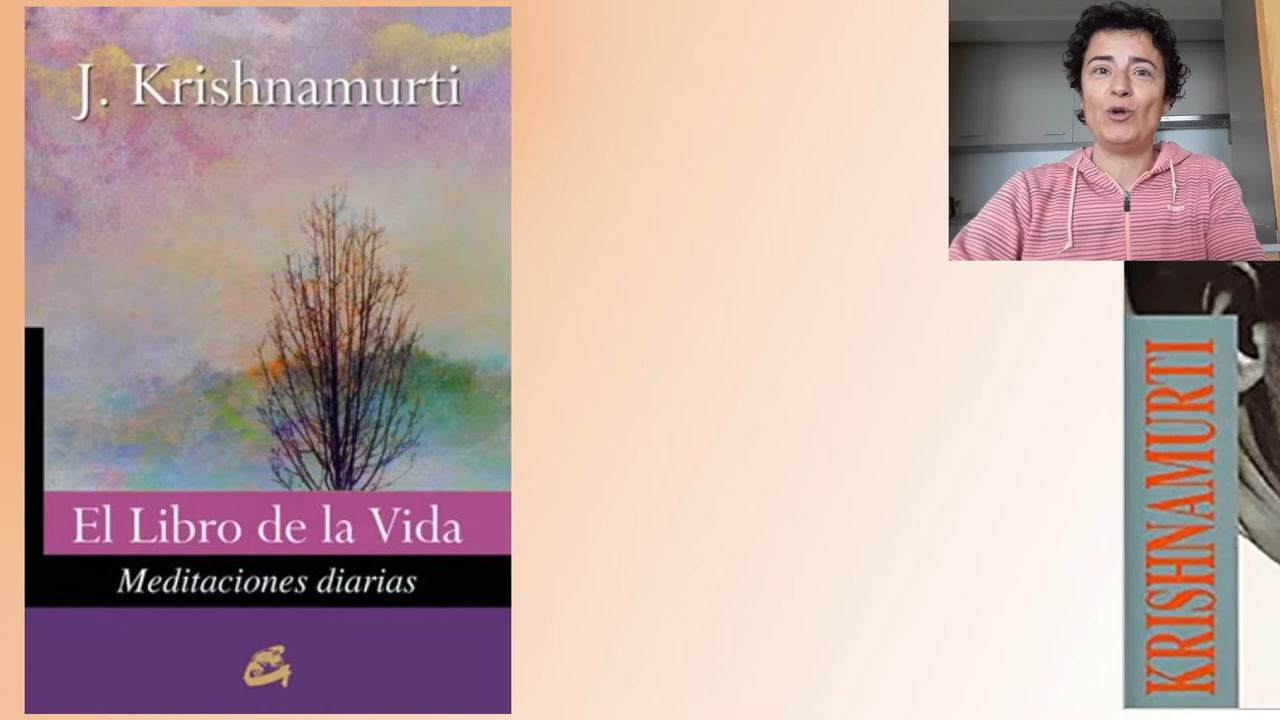 J. Krishnamurti
El Libro de la Vida
Meditaciones diarias
KRISHNAMURTI